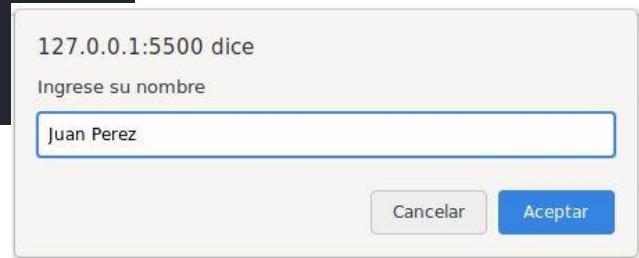 127.0.0.1:5500 dice
Ingrese su nombre
Juan Perez
Cancelar Aceptar